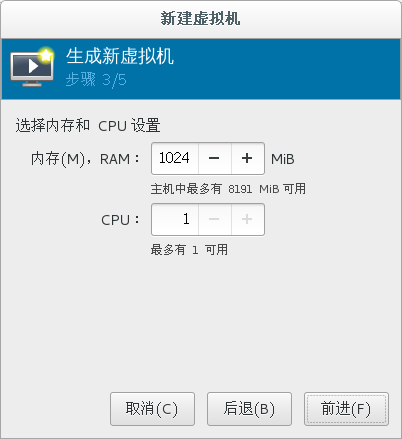 新建虚拟机
生成新虚拟机
步骤 3/5
选择内存和 CPU 设置
内存(M)，RAM： 1024 − + MiB
主机中最多有 8191 MiB 可用
CPU： 1 − +
最多有 1 可用
取消(C) 后退(B) 前进(F)